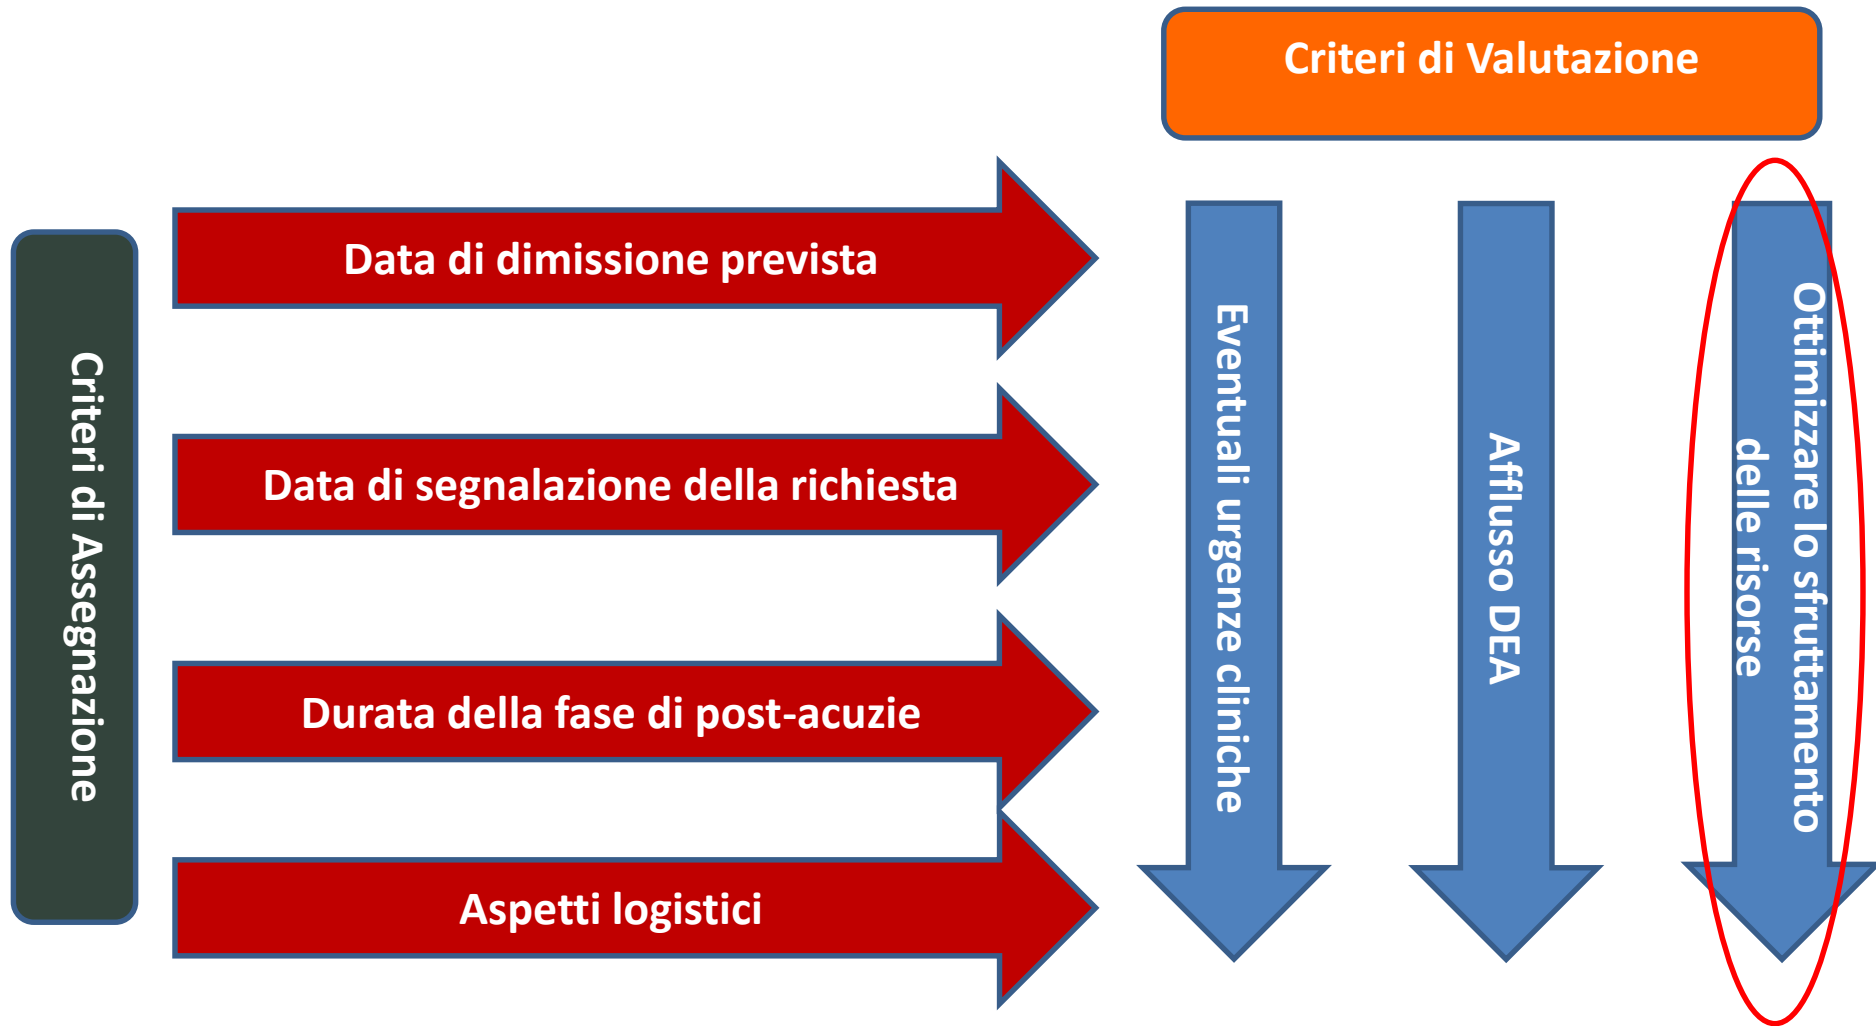 Criteri di Valutazione
Criteri di Assegnazione
Data di dimissione prevista
Data di segnalazione della richiesta
Durata della fase di post-acuzie
Aspetti logistici
Eventuali urgenze cliniche
Afflusso DEA
Ottimizzare lo sfruttamento
delle risorse